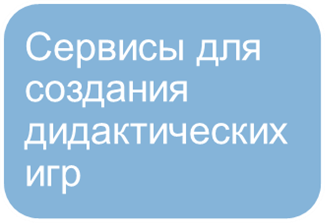 Сервисы для
создания
дидактических
игр